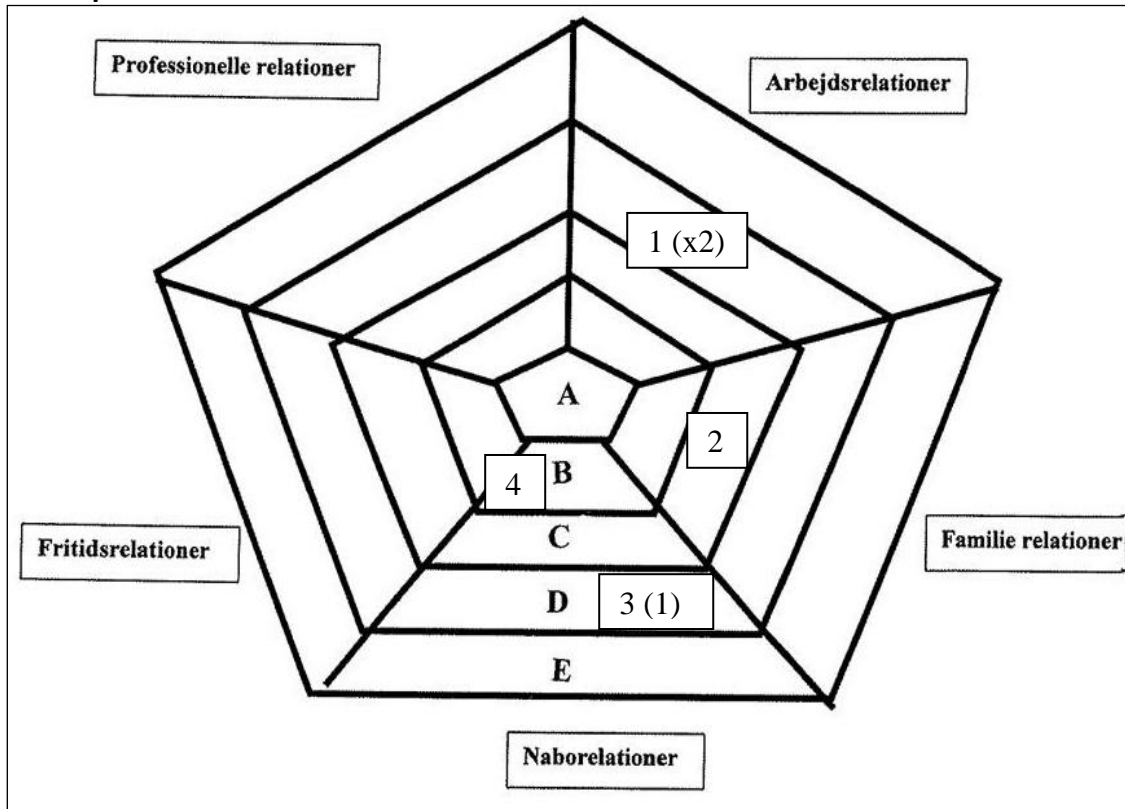 Professionelle relationer
Arbejdsrelationer
1 (x2)
A
2
4
B
C
Fritidsrelationer
Familie relationer
D
3 (1)
E
Naborelationer